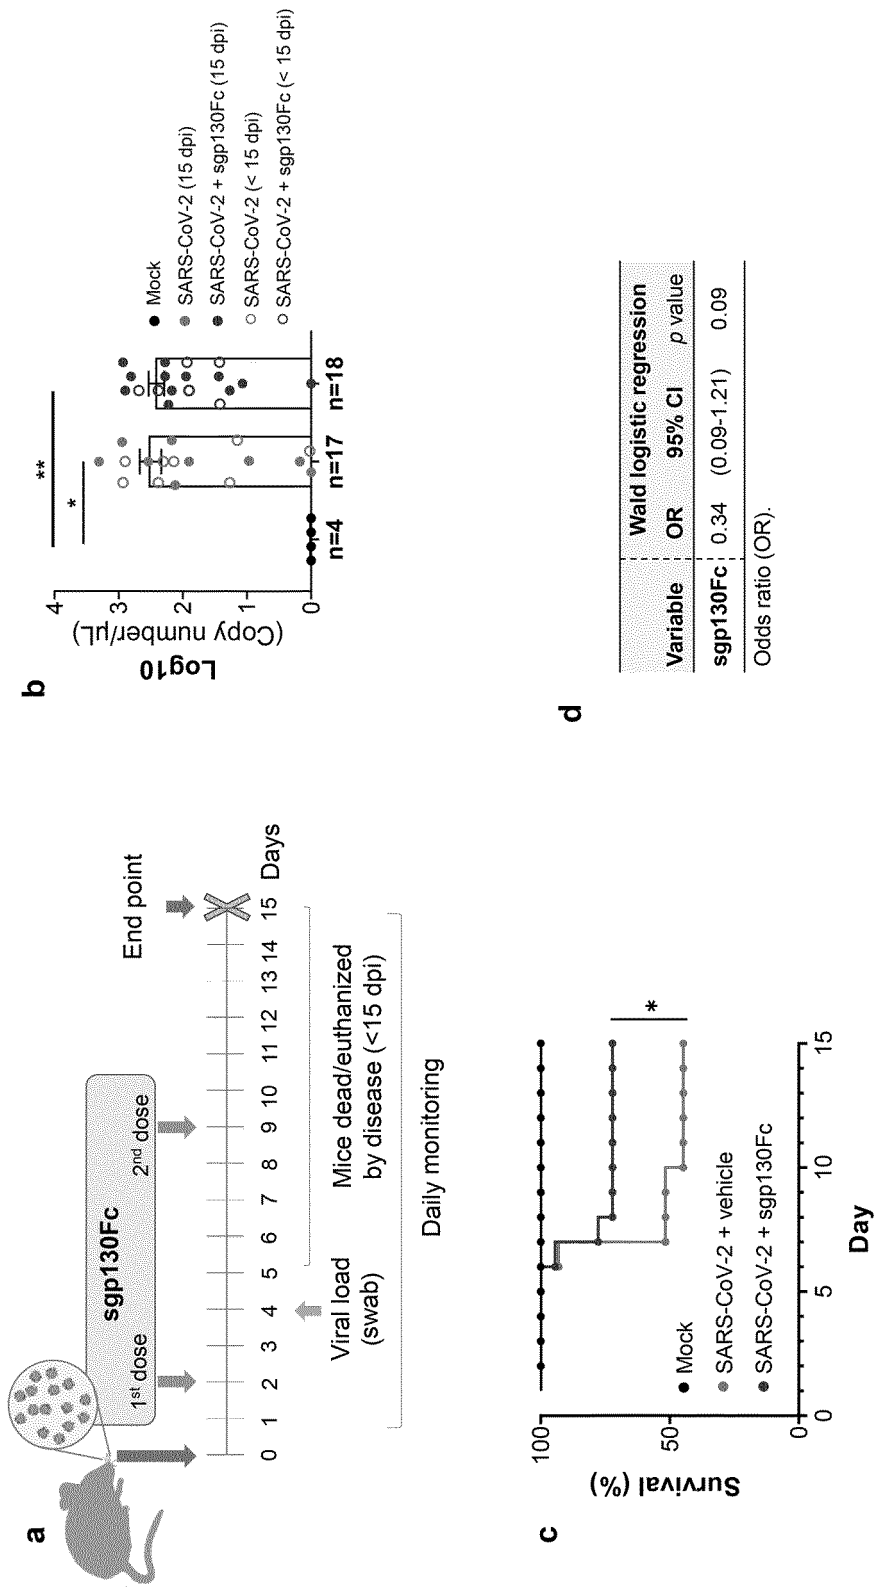 a
sgp130Fc
1st dose
2nd dose
End point
0 1 2 3 4 5 6 7 8 9 10 11 12 13 14 15 Days
Viral load
(swab)
Mice dead/euthanized
by disease (<15 dpi)
Daily monitoring
b
Log10
(Copy number/µL)
4
3
2
1
0
**
*
n=4
n=17
n=18
Mock
SARS-CoV-2 (15 dpi)
SARS-CoV-2 + sgp130Fc (15 dpi)
SARS-CoV-2 (< 15 dpi)
SARS-CoV-2 + sgp130Fc (< 15 dpi)
c
Survival (%)
100
50
0
Mock
SARS-CoV-2 + vehicle
SARS-CoV-2 + sgp130Fc
*
0 5 10 15
Day
d
Wald logistic regression
Variable OR 95% CI p value
sgp130Fc 0.34 (0.09-1.21) 0.09
Odds ratio (OR).